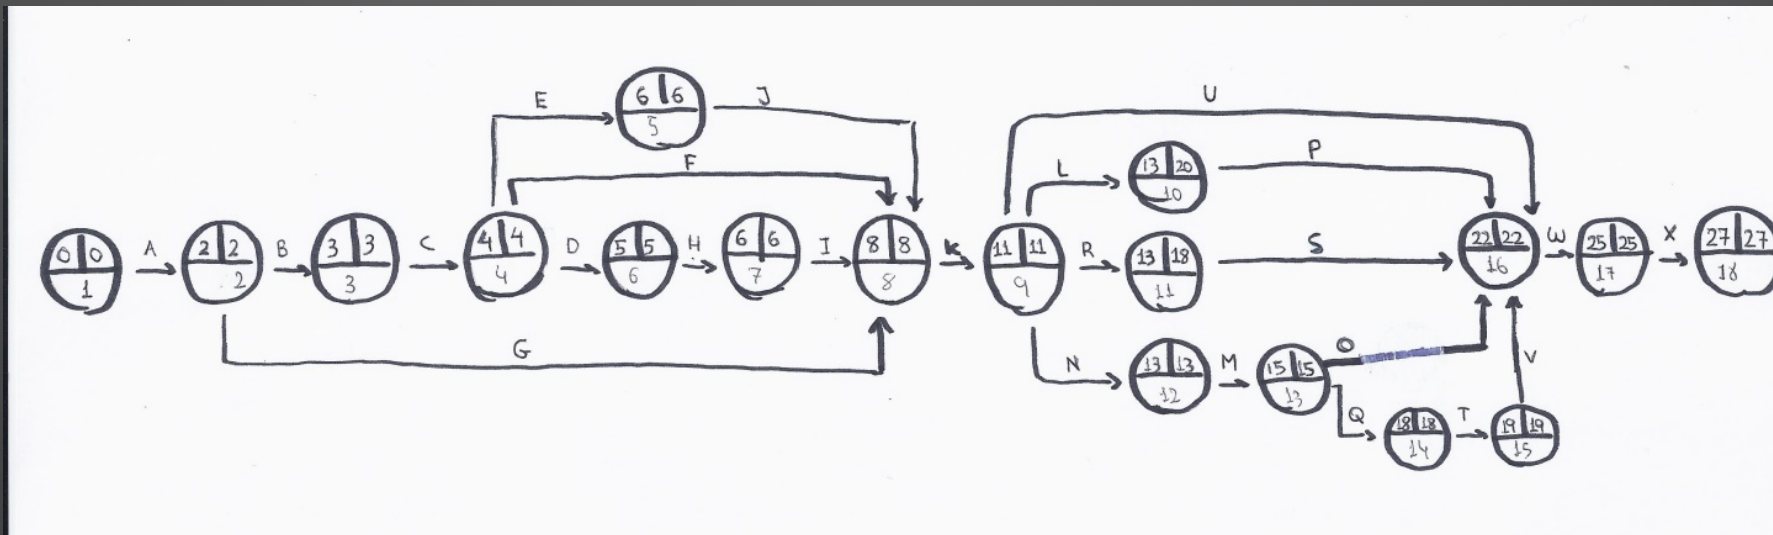 E
6 6
5
J
U
F
L
13 20
10
P
0 0
1
A
2 2
2
B
3 3
3
C
4 4
4
D
5 5
6
H
6 6
7
I
8 8
8
K
11 11
9
R
13 18
11
S
22 22
16
W
25 25
17
X
27 27
18
G
N
13 13
12
M
15 15
13
O
V
Q
18 18
14
T
19 19
15